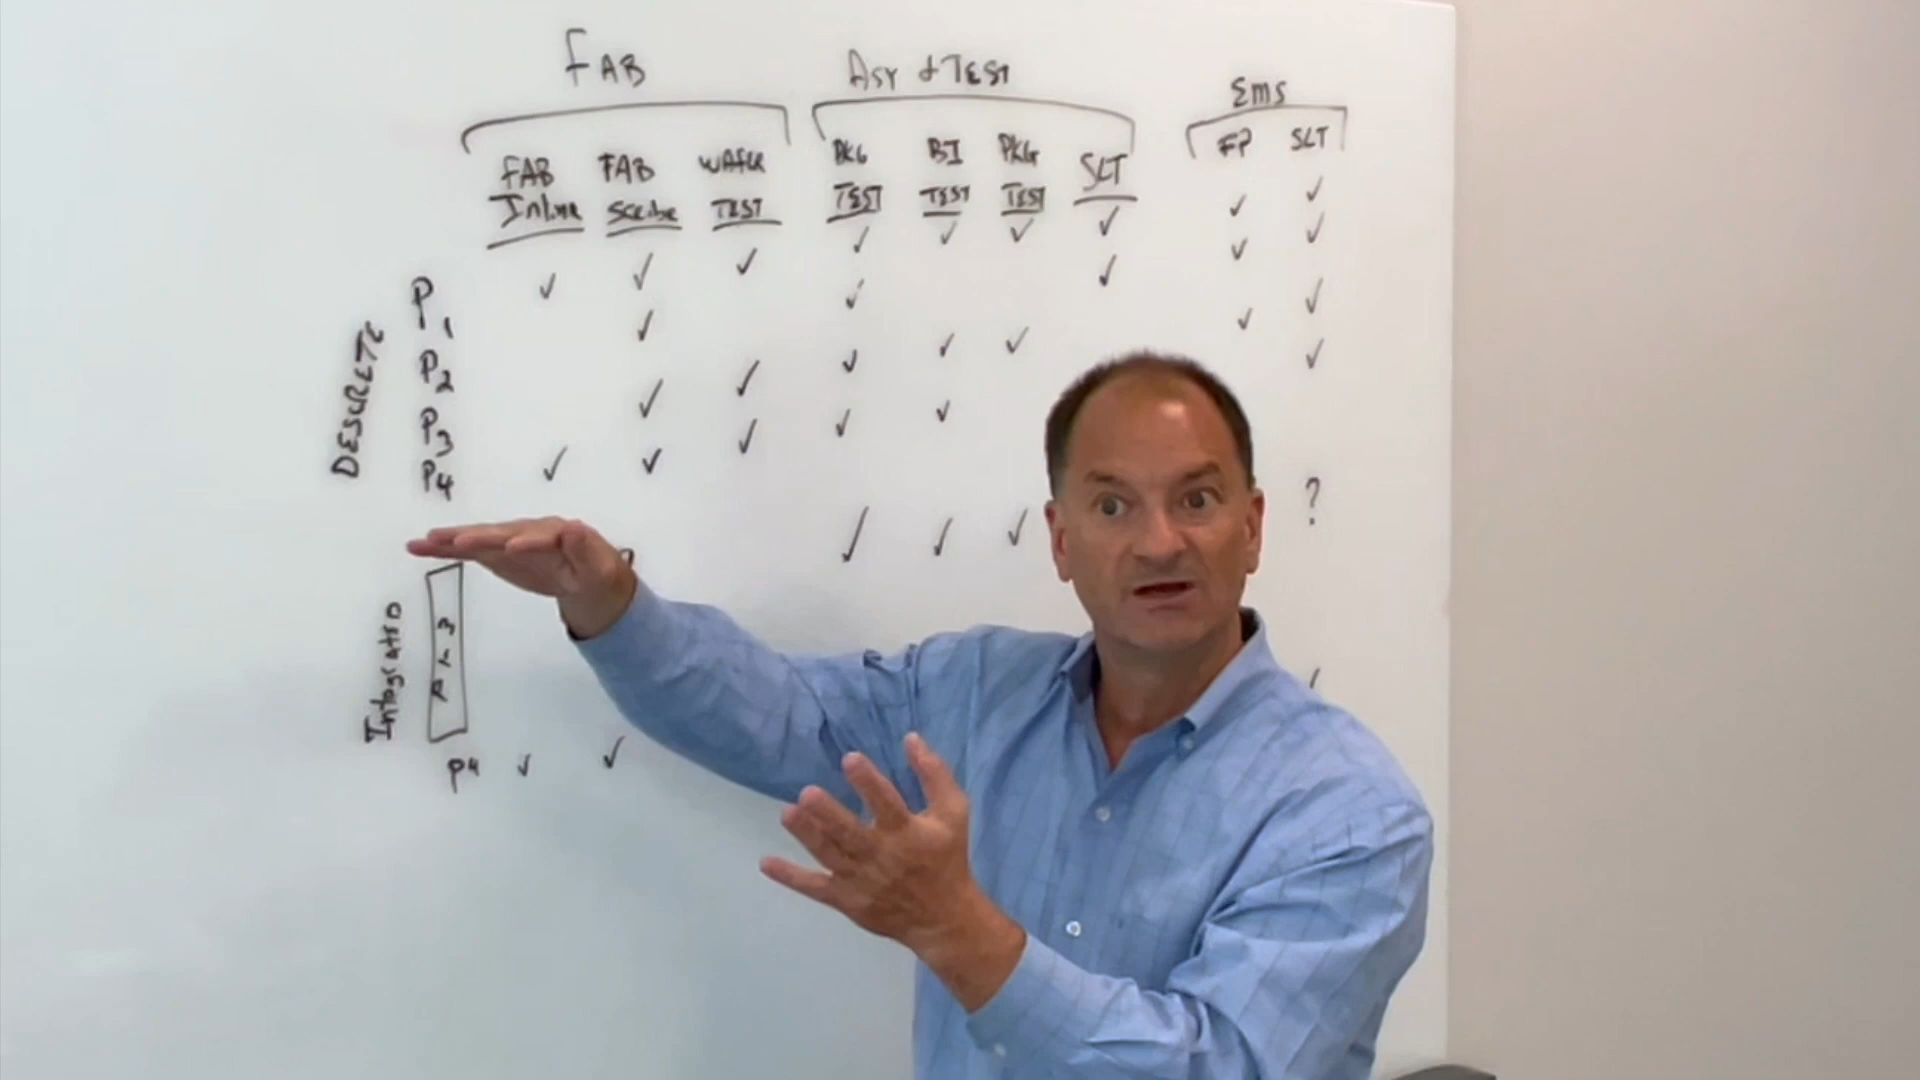 FAB
Asy & TEST
Ems
FAB Inline
FAB Scribe
WAFER TEST
PKG TEST
BI TEST
PKG TEST
SLT
FP
SLT
✓ ✓ ✓ ✓ ✓ ✓ ✓ ✓ ✓
✓ ✓ ✓ ✓ ✓
✓ ✓ ✓ ✓ ✓ ✓ ✓
✓ ✓ ✓ ✓ ✓ ✓
DESCRETE
P1
P2
P3
P4
✓ ✓ ✓ ?
Integrated
P4 ✓ ✓